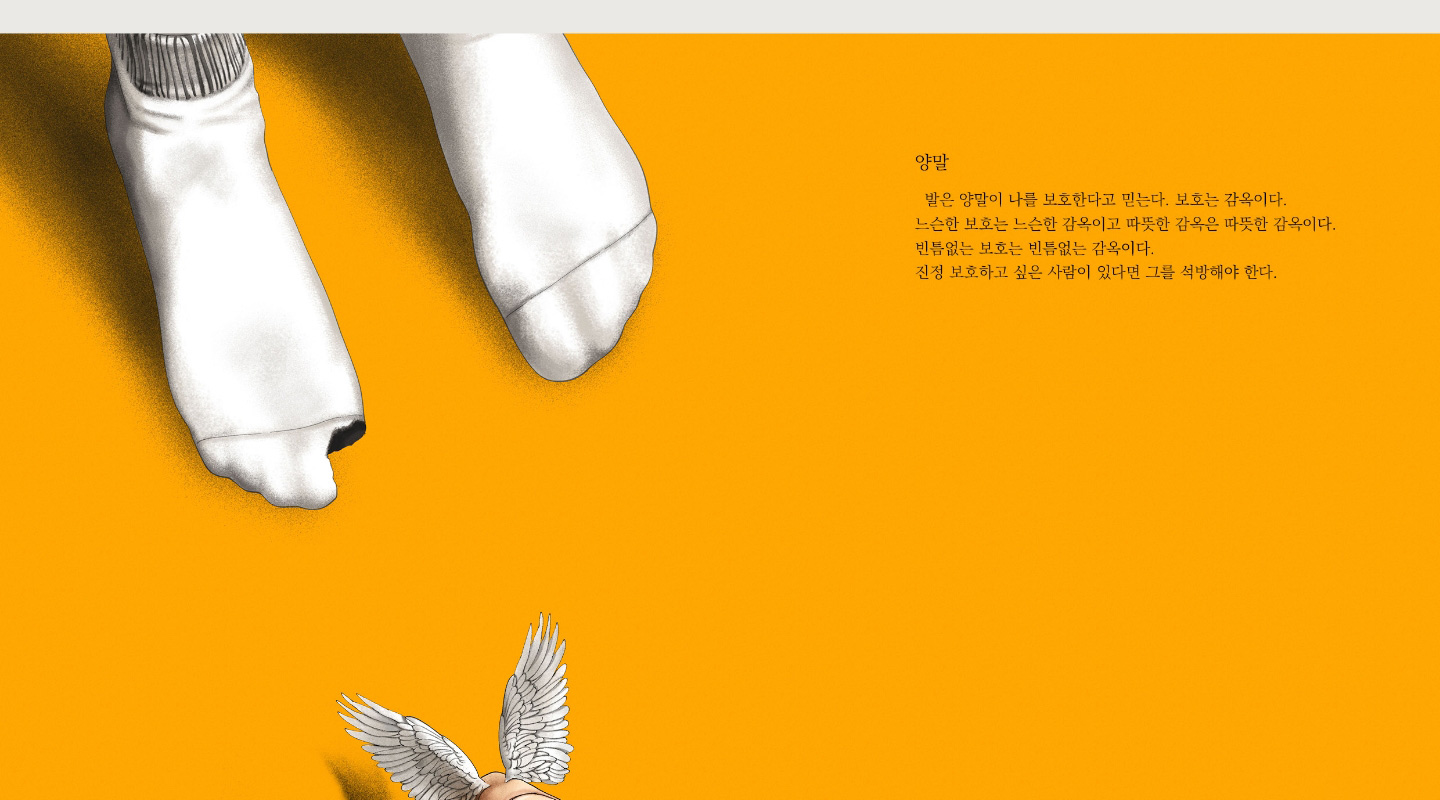 양말
발은 양말이 나를 보호한다고 믿는다. 보호는 감옥이다.
느슨한 보호는 느슨한 감옥이고 따뜻한 감옥은 따뜻한 감옥이다.
빈틈없는 보호는 빈틈없는 감옥이다.
진정 보호하고 싶은 사람이 있다면 그를 석방해야 한다.